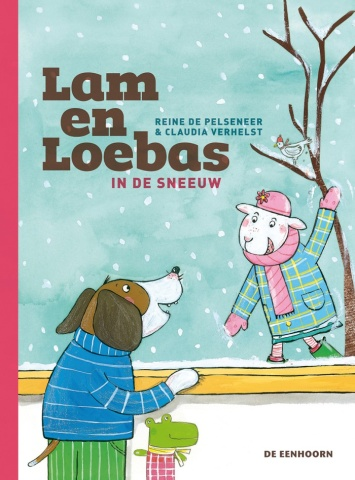 Lam
en
Loebas
REINE DE PELSENEER
& CLAUDIA VERHELST
IN DE SNEEUW
DE EENHOORN